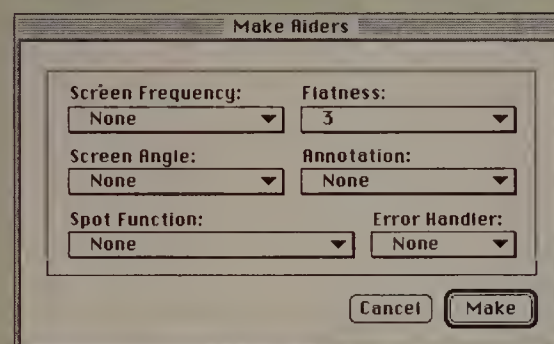 Make Riders
Screen Frequency: Flatness:
None 3
Screen Angle: Annotation:
None None
Spot Function: Error Handler:
None None
Cancel Make